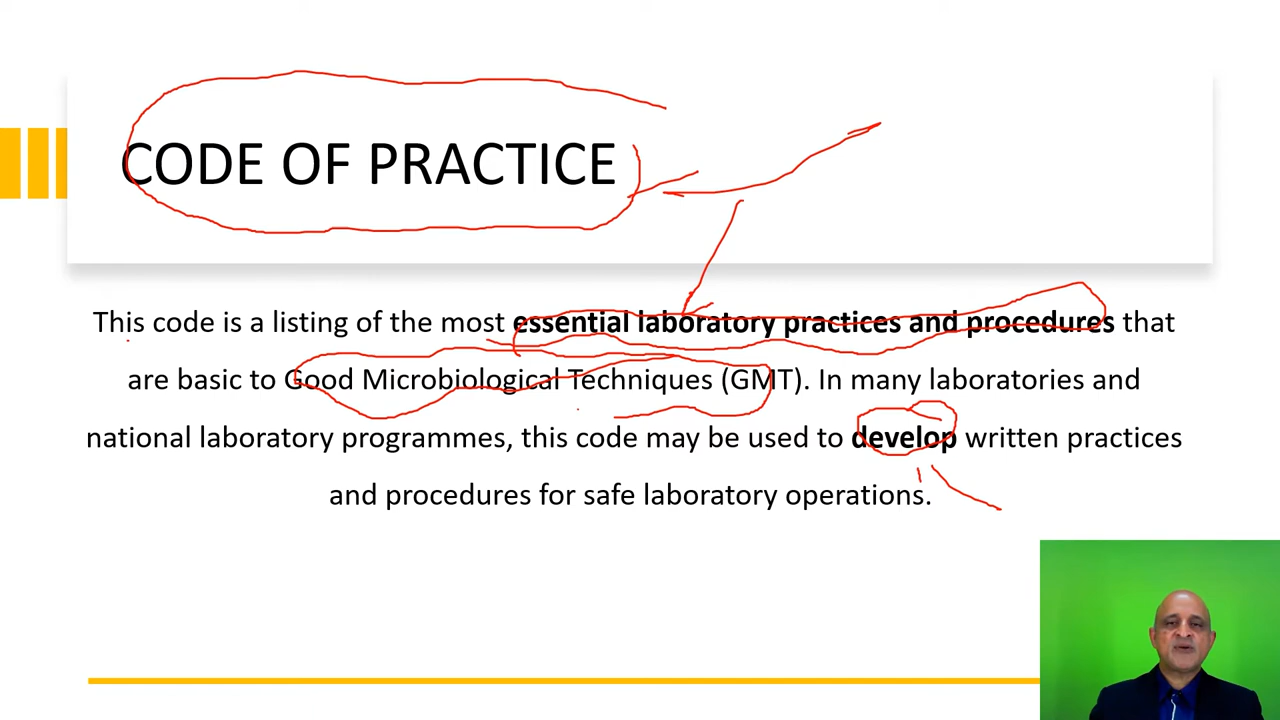 CODE OF PRACTICE
This code is a listing of the most essential laboratory practices and procedures that
are basic to Good Microbiological Techniques (GMT). In many laboratories and
national laboratory programmes, this code may be used to develop written practices
and procedures for safe laboratory operations.